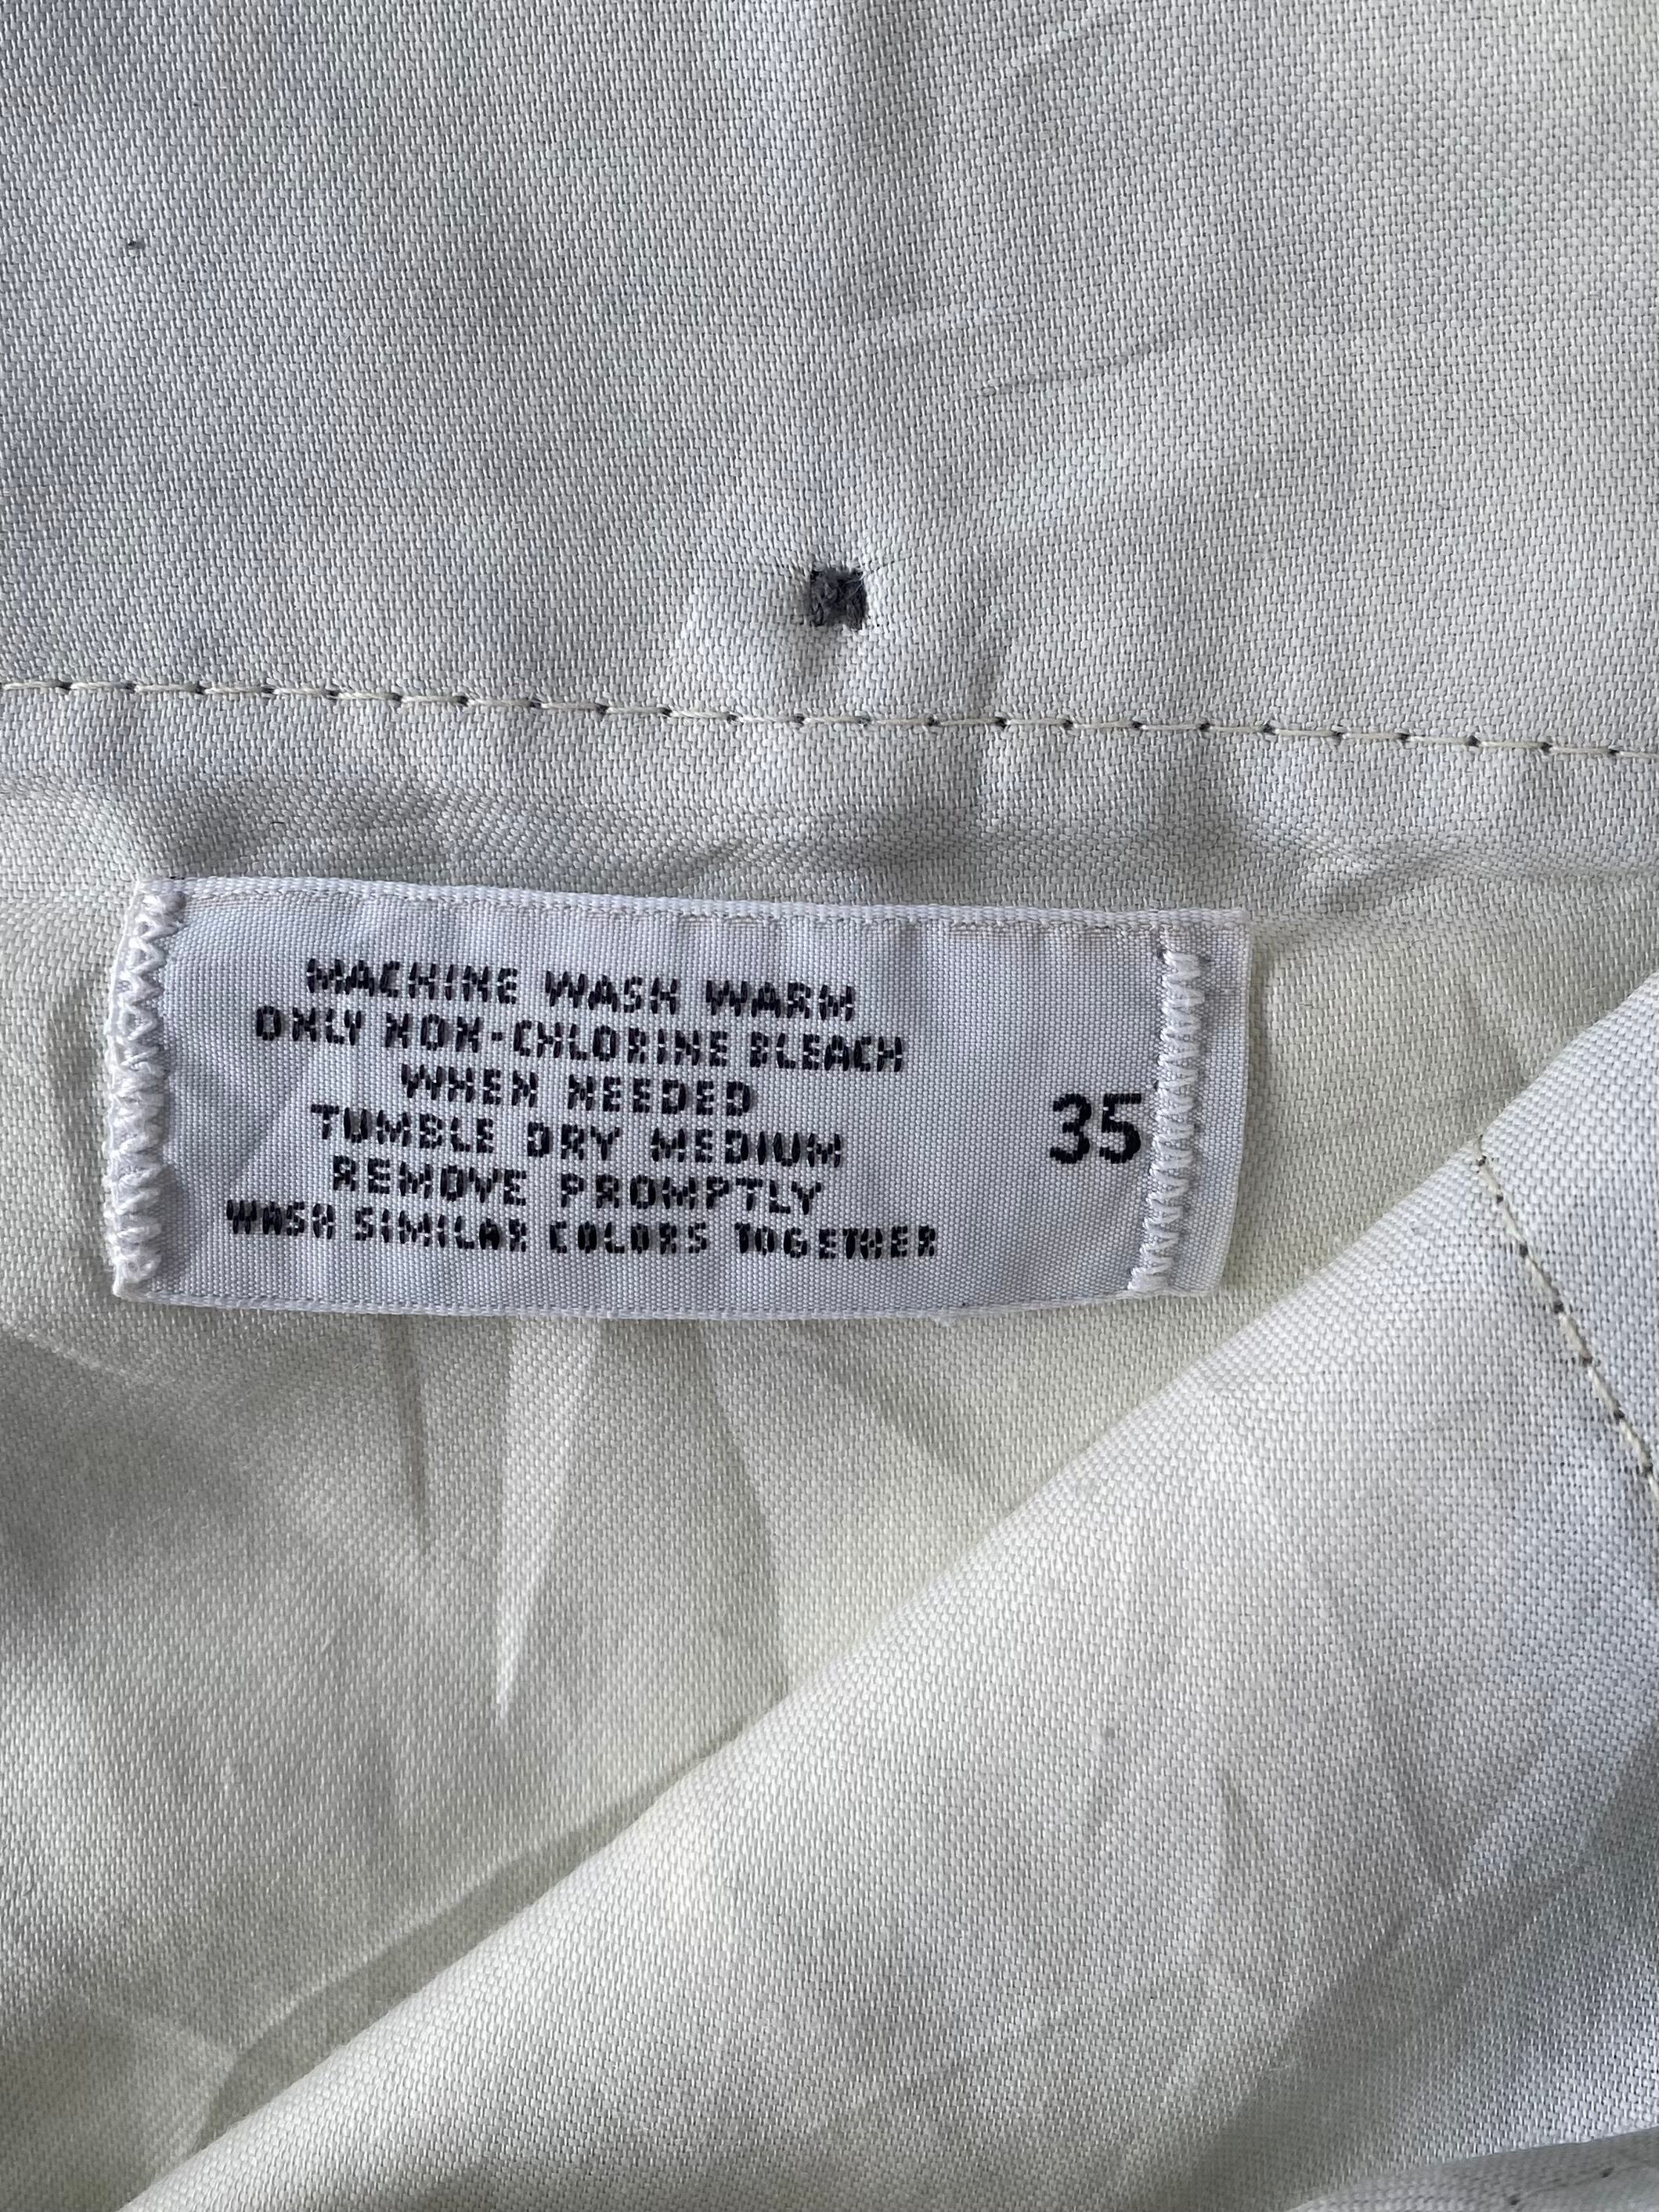 MACHINE WASH WARM
ONLY NON-CHLORINE BLEACH
WHEN NEEDED
TUMBLE DRY MEDIUM
REMOVE PROMPTLY
WASH SIMILAR COLORS TOGETHER
35